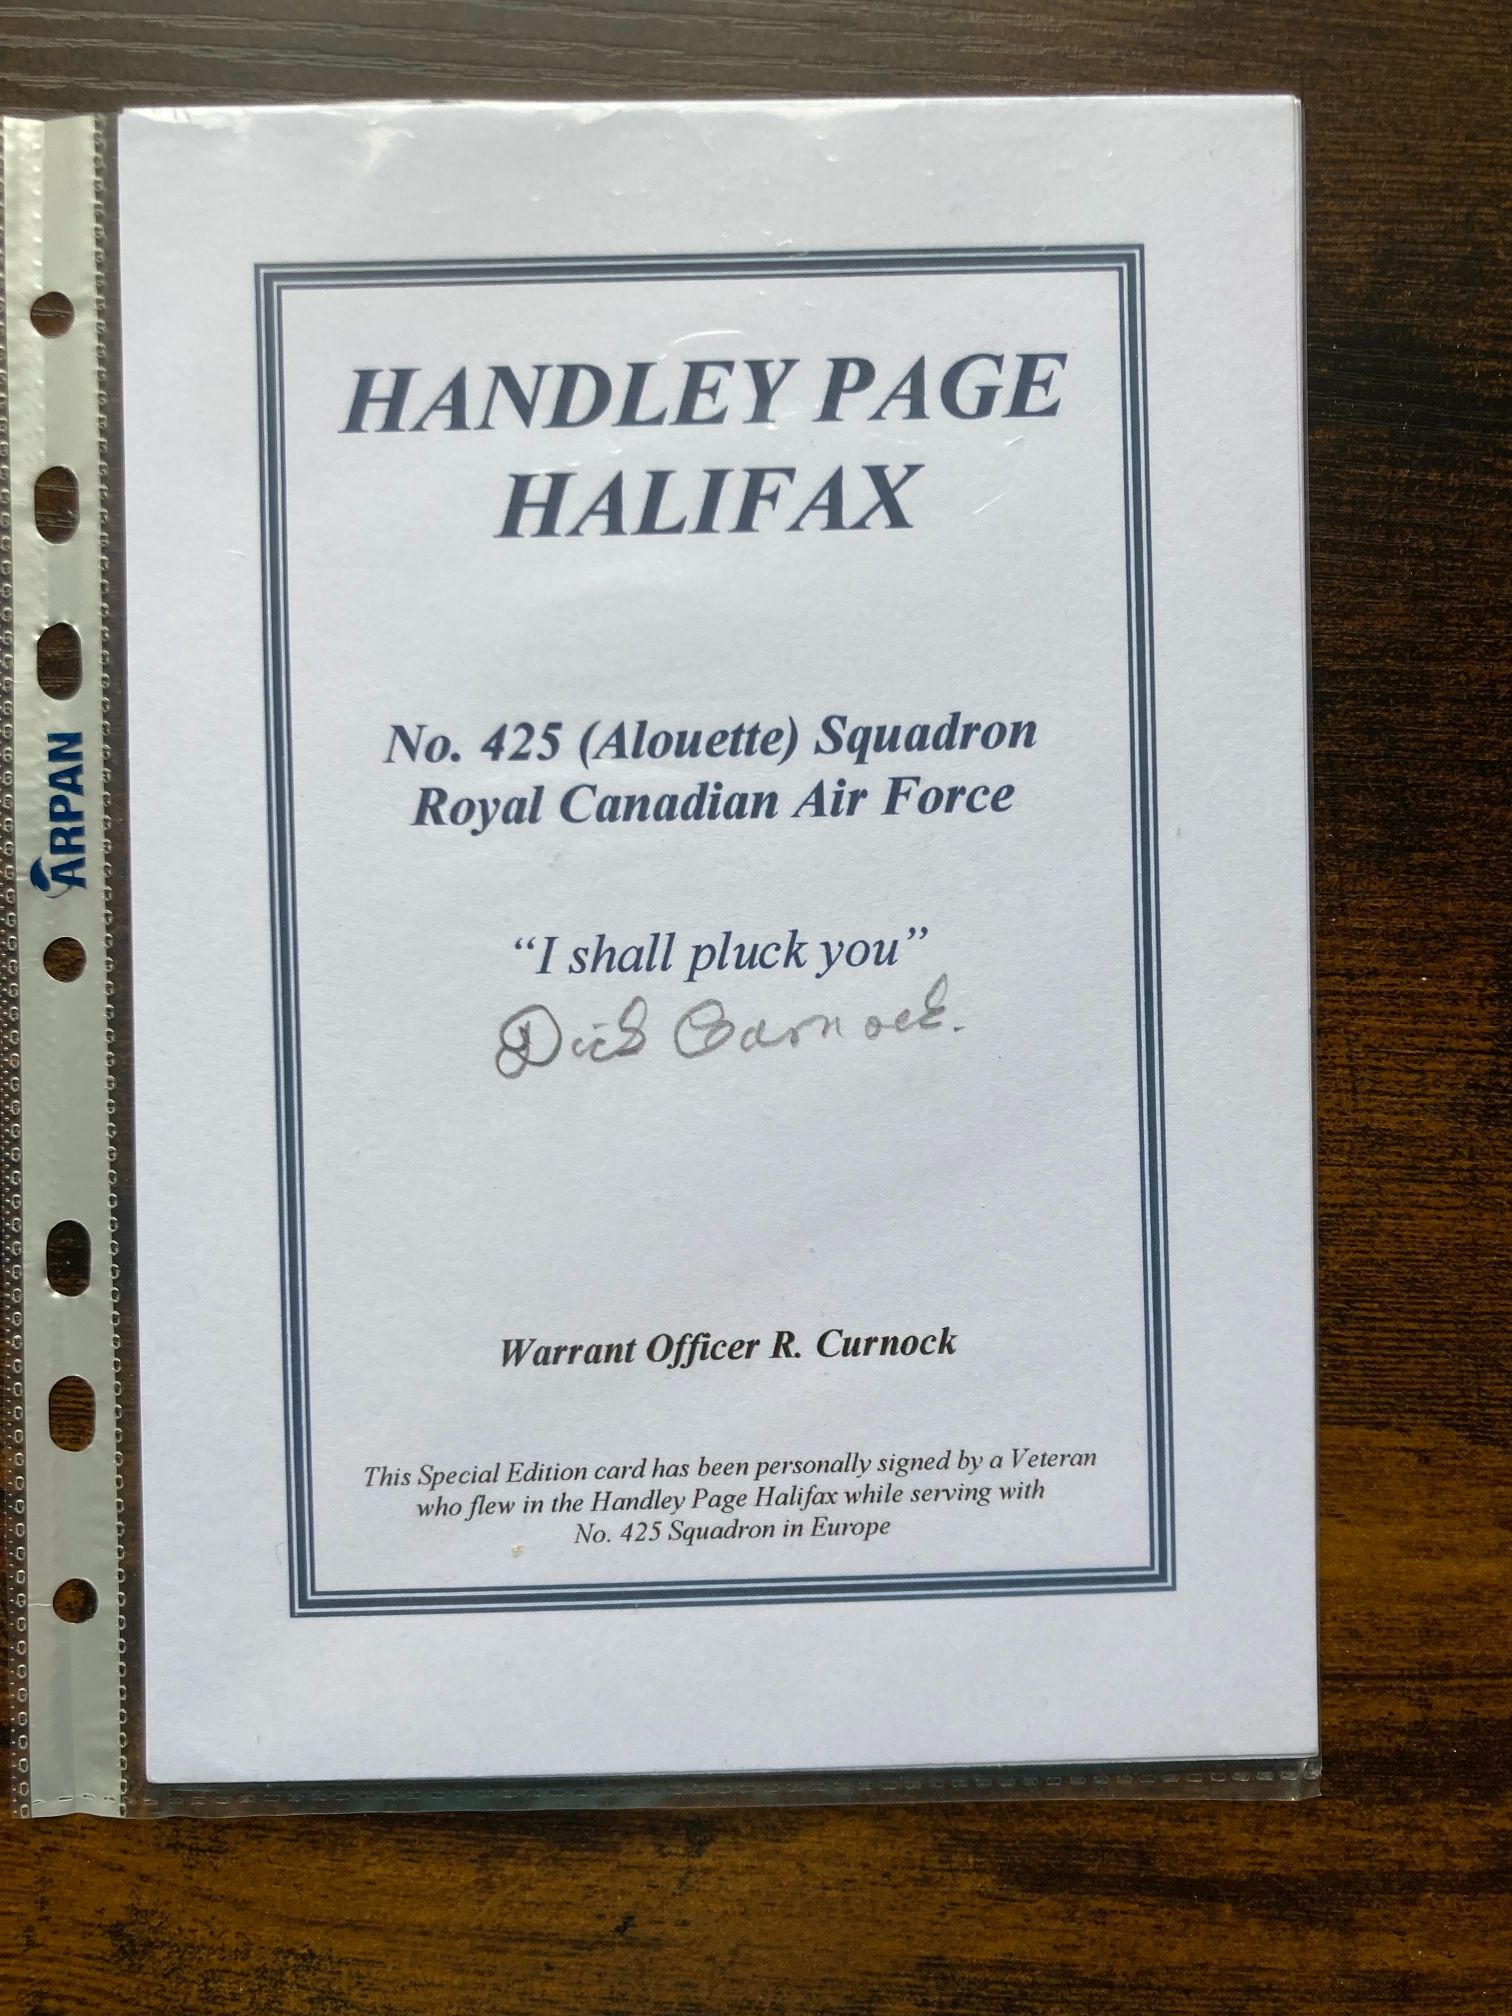 HANDLEY PAGE
HALIFAX
No. 425 (Alouette) Squadron
Royal Canadian Air Force
“I shall pluck you”
Dick Curnock.
Warrant Officer R. Curnock
This Special Edition card has been personally signed by a Veteran
who flew in the Handley Page Halifax while serving with
No. 425 Squadron in Europe
ARPAN